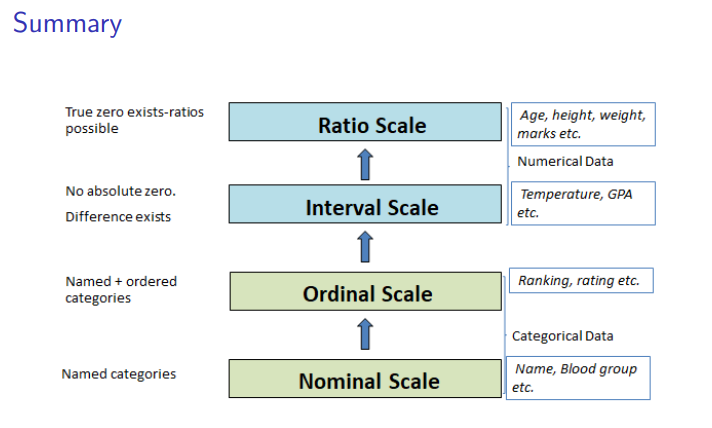 Summary
True zero exists-ratios
possible
Ratio Scale
Age, height, weight,
marks etc.
Numerical Data
No absolute zero.
Difference exists
Interval Scale
Temperature, GPA
etc.
Named + ordered
categories
Ordinal Scale
Ranking, rating etc.
Categorical Data
Named categories
Nominal Scale
Name, Blood group
etc.